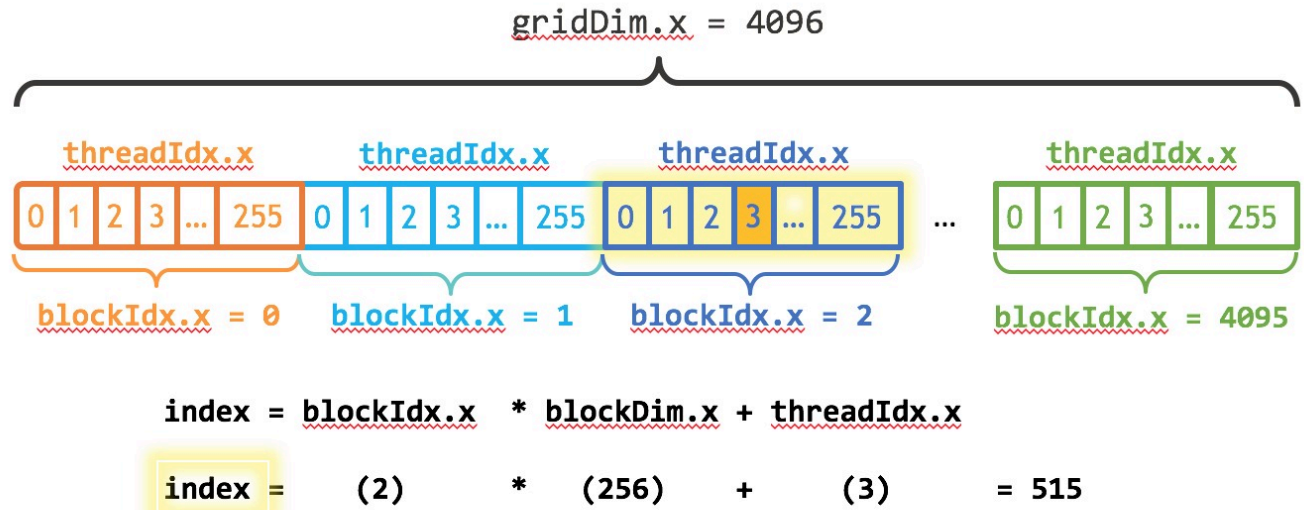 gridDim.x = 4096
threadIdx.x threadIdx.x threadIdx.x threadIdx.x
0 1 2 3 ... 255 0 1 2 3 ... 255 0 1 2 3 ... 255 ... 0 1 2 3 ... 255
blockIdx.x = 0 blockIdx.x = 1 blockIdx.x = 2 blockIdx.x = 4095
index = blockIdx.x * blockDim.x + threadIdx.x
index = (2) * (256) + (3) = 515